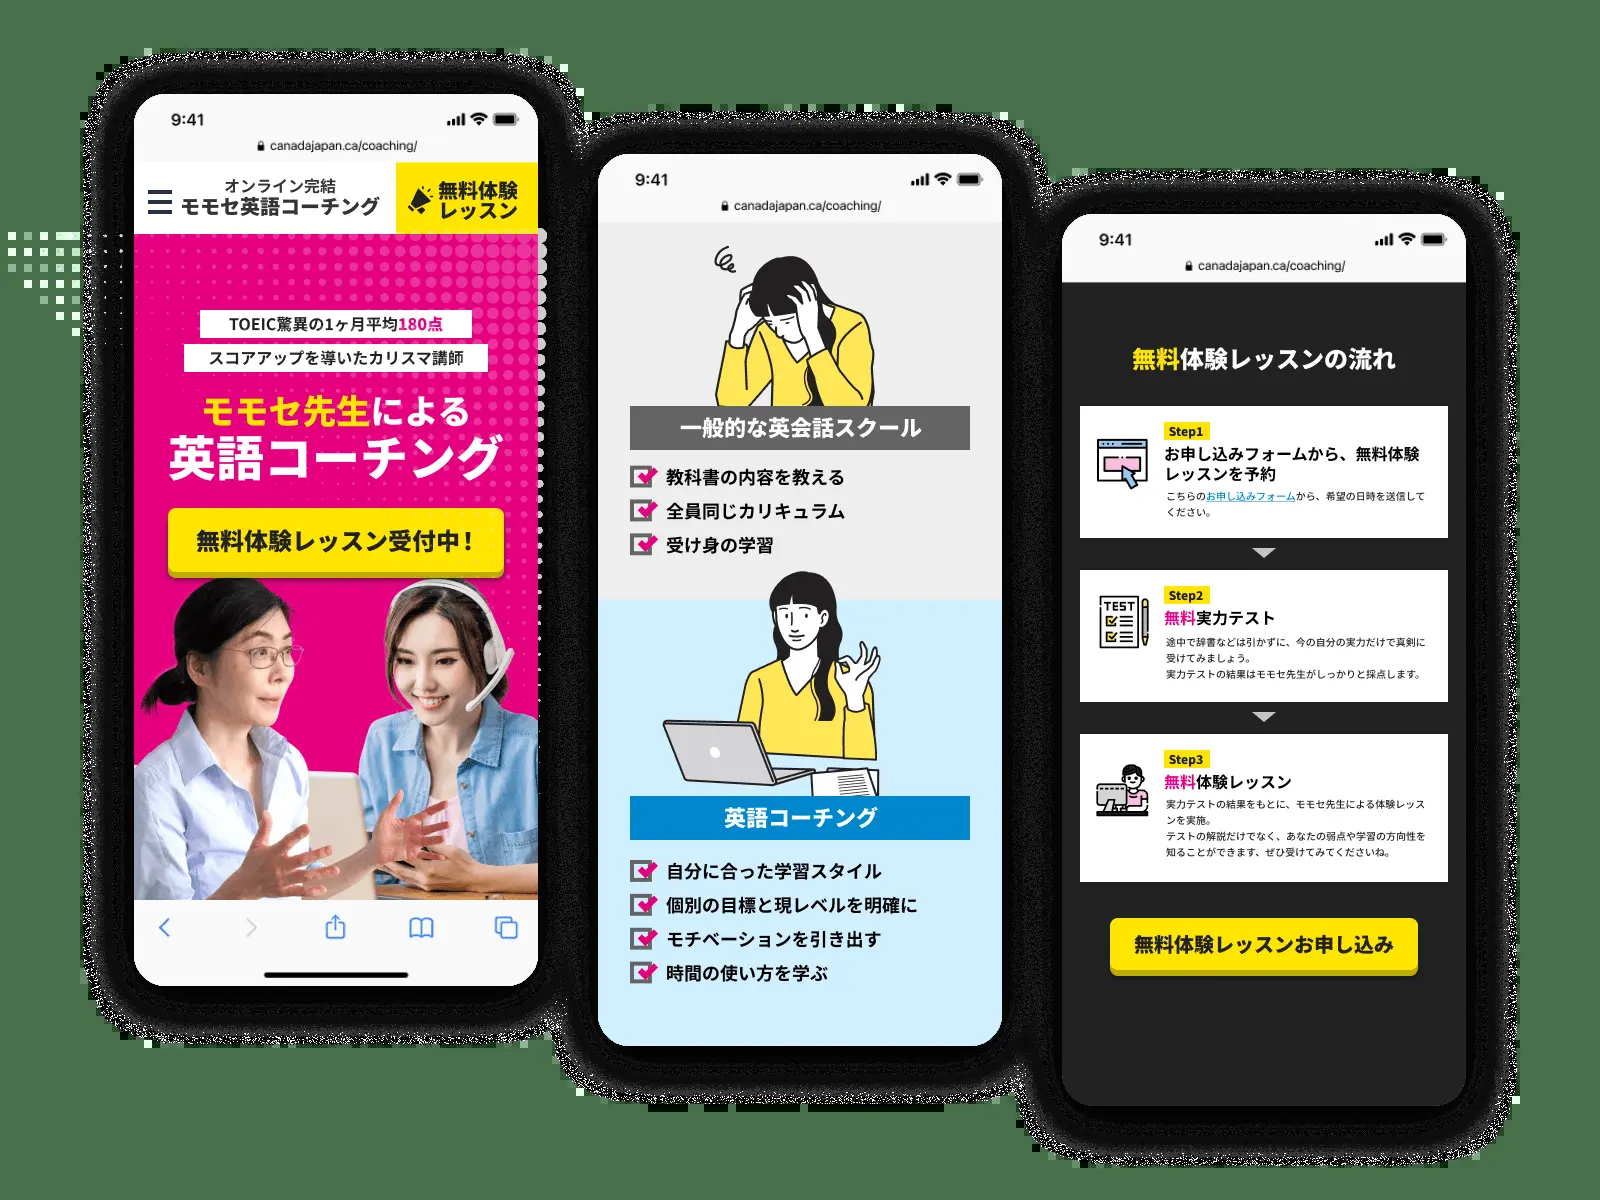 9:41
canadajapan.ca/coaching/
オンライン完結
モモセ英語コーチング
無料体験
レッスン
TOEIC驚異の1ヶ月平均180点
スコアアップを導いたカリスマ講師
モモセ先生による
英語コーチング
無料体験レッスン受付中！
9:41
canadajapan.ca/coaching/
一般的な英会話スクール
教科書の内容を教える
全員同じカリキュラム
受け身の学習
英語コーチング
自分に合った学習スタイル
個別の目標と現レベルを明確に
モチベーションを引き出す
時間の使い方を学ぶ
9:41
canadajapan.ca/coaching/
無料体験レッスンの流れ
Step1
お申し込みフォームから、無料体験
レッスンを予約
こちらのお申し込みフォームから、希望の日時を送信して
ください。
TEST
Step2
無料実力テスト
途中で辞書などは引かずに、今の自分の実力だけで真剣に
受けてみましょう。
実力テストの結果はモモセ先生がしっかりと採点します。
Step3
無料体験レッスン
実力テストの結果をもとに、モモセ先生による体験レッス
ンを実施。
テストの解説だけでなく、あなたの弱点や学習の方向性を
知ることができます、ぜひ受けてみてくださいね。
無料体験レッスンお申し込み